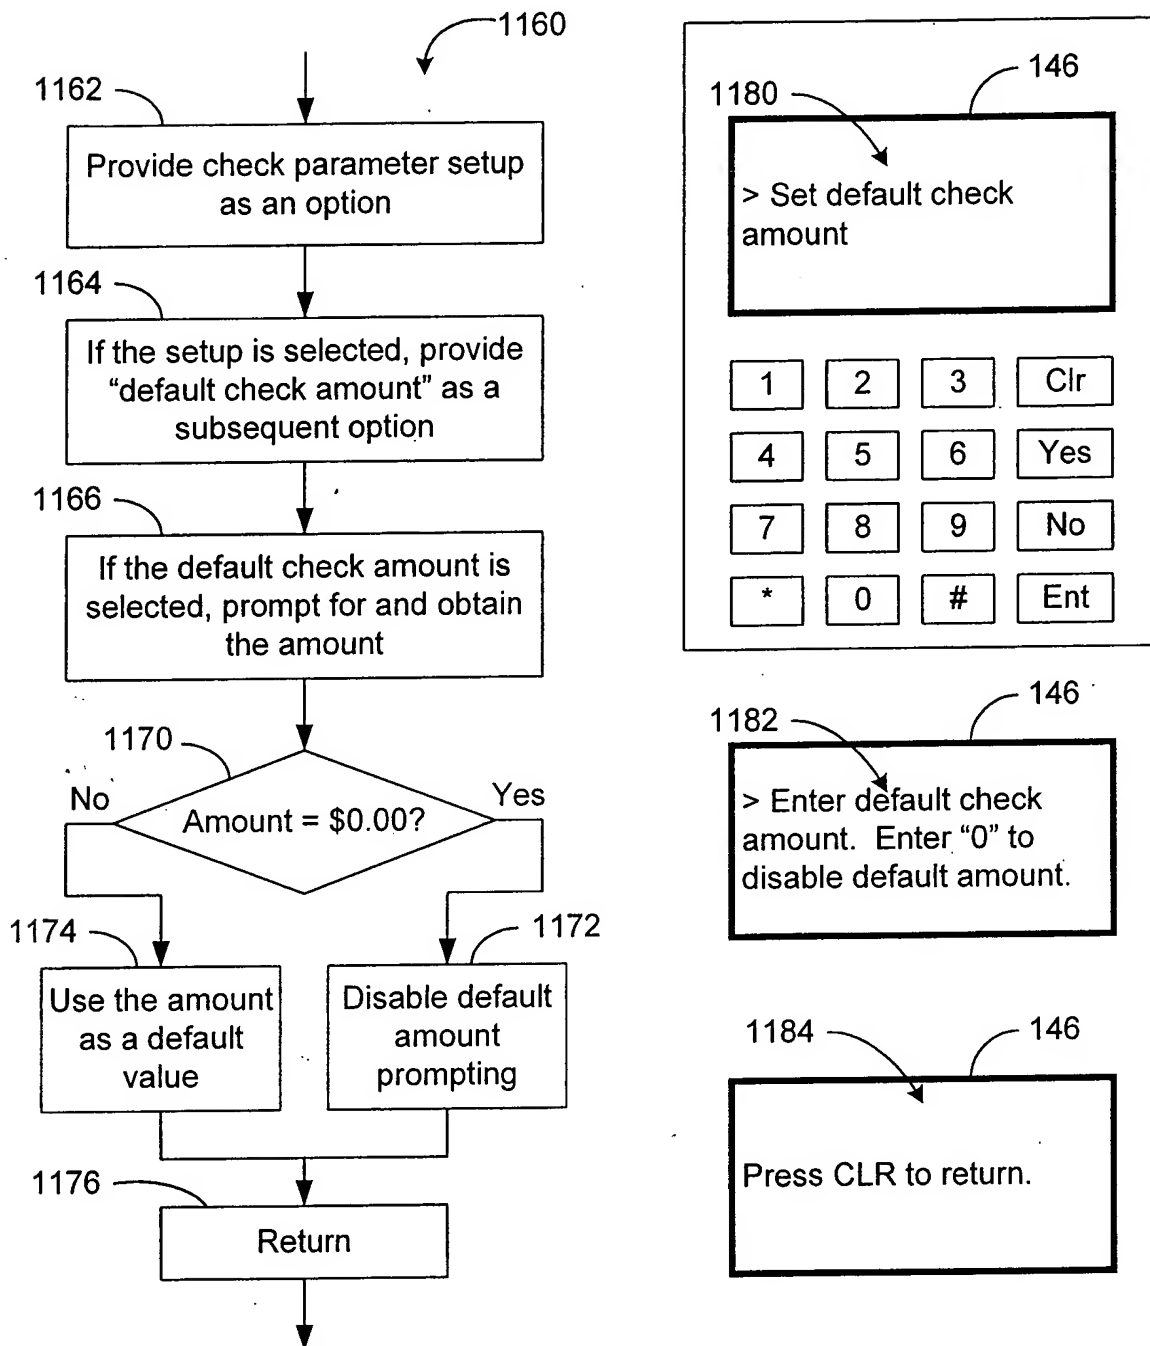 1160
1162
Provide check parameter setup
as an option
1164
If the setup is selected, provide
“default check amount” as a
subsequent option
1166
If the default check amount is
selected, prompt for and obtain
the amount
1170
No
Amount = $0.00?
Yes
1174
Use the amount
as a default
value
1172
Disable default
amount
prompting
1176
Return
1180
146
> Set default check
amount
1 2 3 Clr
4 5 6 Yes
7 8 9 No
* 0 # Ent
1182
146
> Enter default check
amount. Enter “0” to
disable default amount.
1184
146
Press CLR to return.